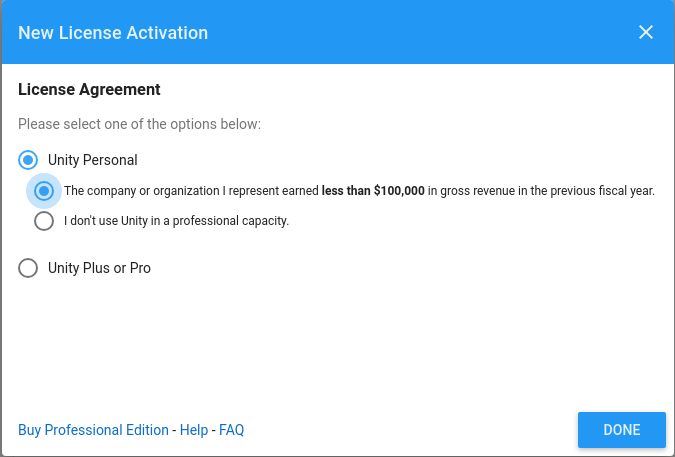 New License Activation
License Agreement
Please select one of the options below:
Unity Personal
The company or organization I represent earned less than $100,000 in gross revenue in the previous fiscal year.
I don't use Unity in a professional capacity.
Unity Plus or Pro
Buy Professional Edition - Help - FAQ
DONE